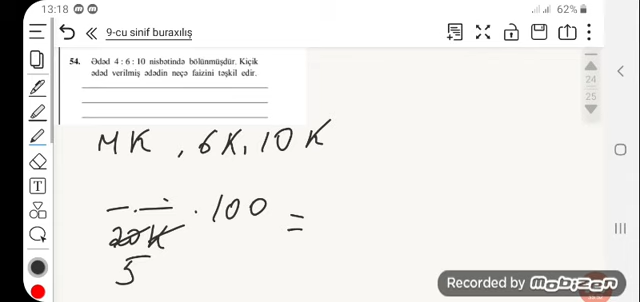 13:18
62%
9-cu sinif buraxılış
54. Ədəd 4 : 6 : 10 nisbətində bölünmüşdür. Kiçik
ədəd verilmiş ədədin neçə faizini təşkil edir.
24
25
4K, 6K, 10K
20K · 100 =
5
Recorded by mobizen